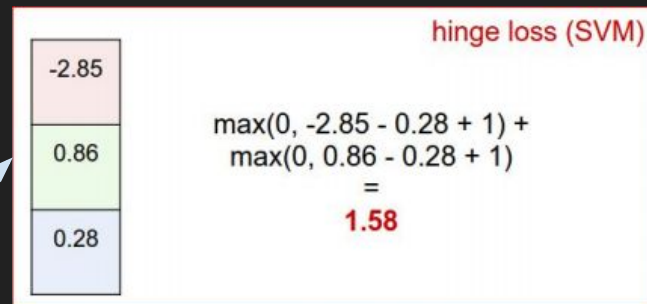 hinge loss (SVM)
-2.85
0.86
0.28
max(0, -2.85 - 0.28 + 1) +
max(0, 0.86 - 0.28 + 1)
=
1.58